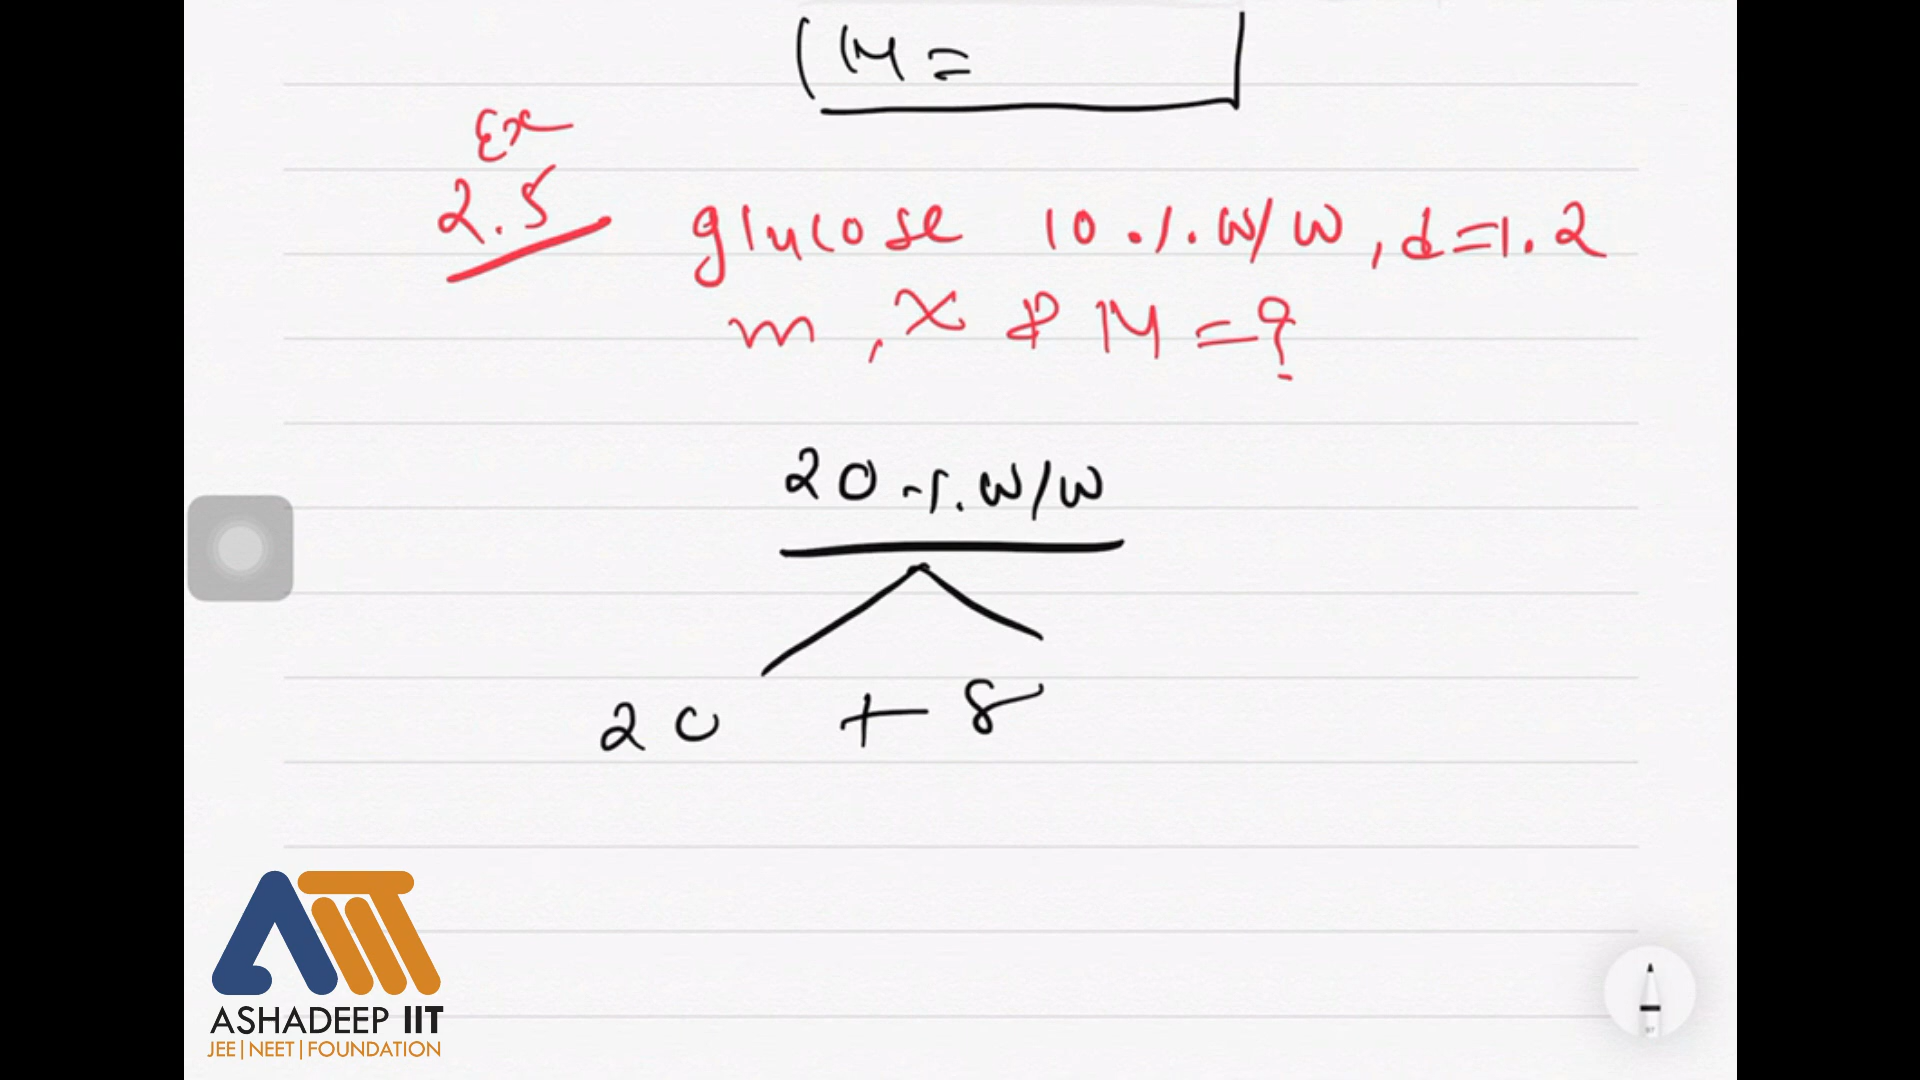 (M =
Ex
2.5 glucose 10 % w/w, d=1.2
m, x & M = ?
20 % w/w
20 + 8
ASHADEEP IIT
JEE | NEET | FOUNDATION